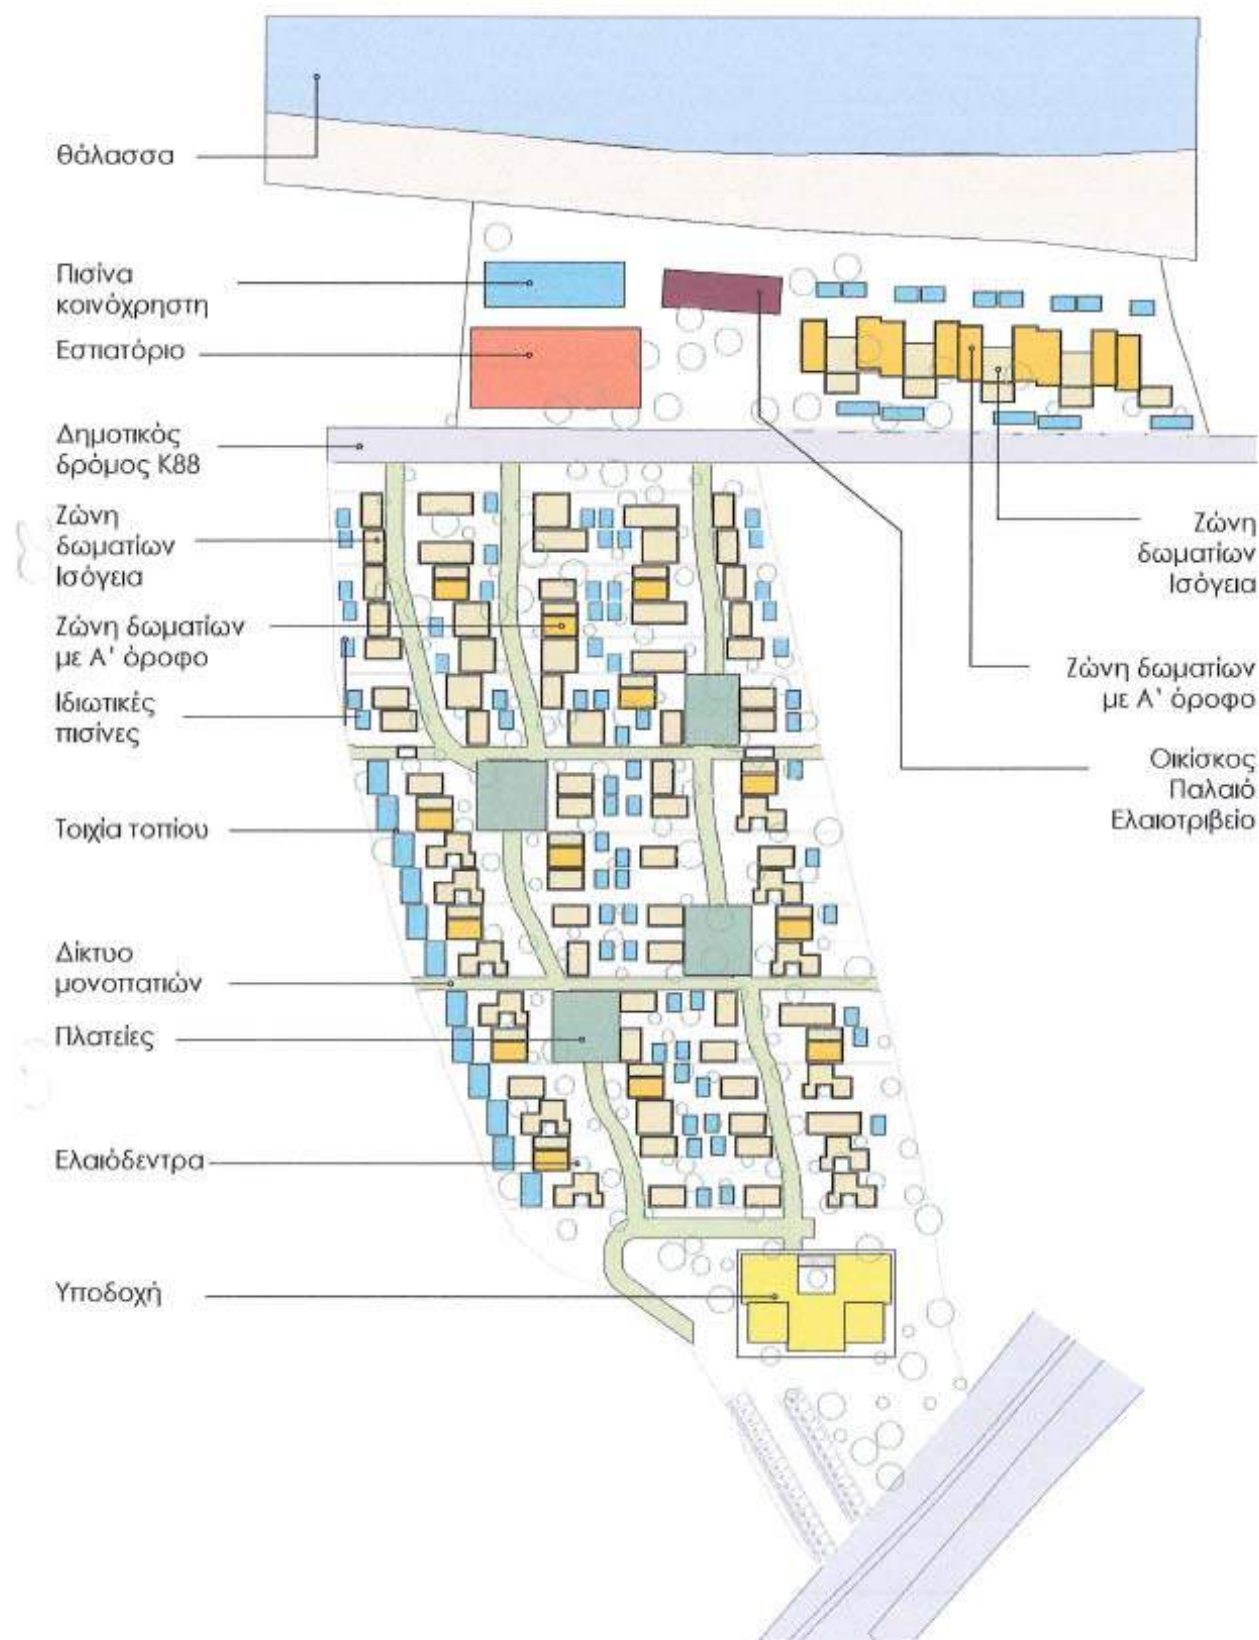 θάλασσα
Πισίνα
κοινόχρηστη
Εστιατόριο
Δημοτικός
δρόμος Κ88
Ζώνη
δωματίων
Ισόγεια
Ζώνη δωματίων
με Α' όροφο
Ιδιωτικές
πισίνες
Τοιχία τοπίου
Δίκτυο
μονοπατιών
Πλατείες
Ελαιόδεντρα
Υποδοχή
Ζώνη
δωματίων
Ισόγεια
Ζώνη δωματίων
με Α' όροφο
Οικίσκος
Παλαιό
Ελαιοτριβείο